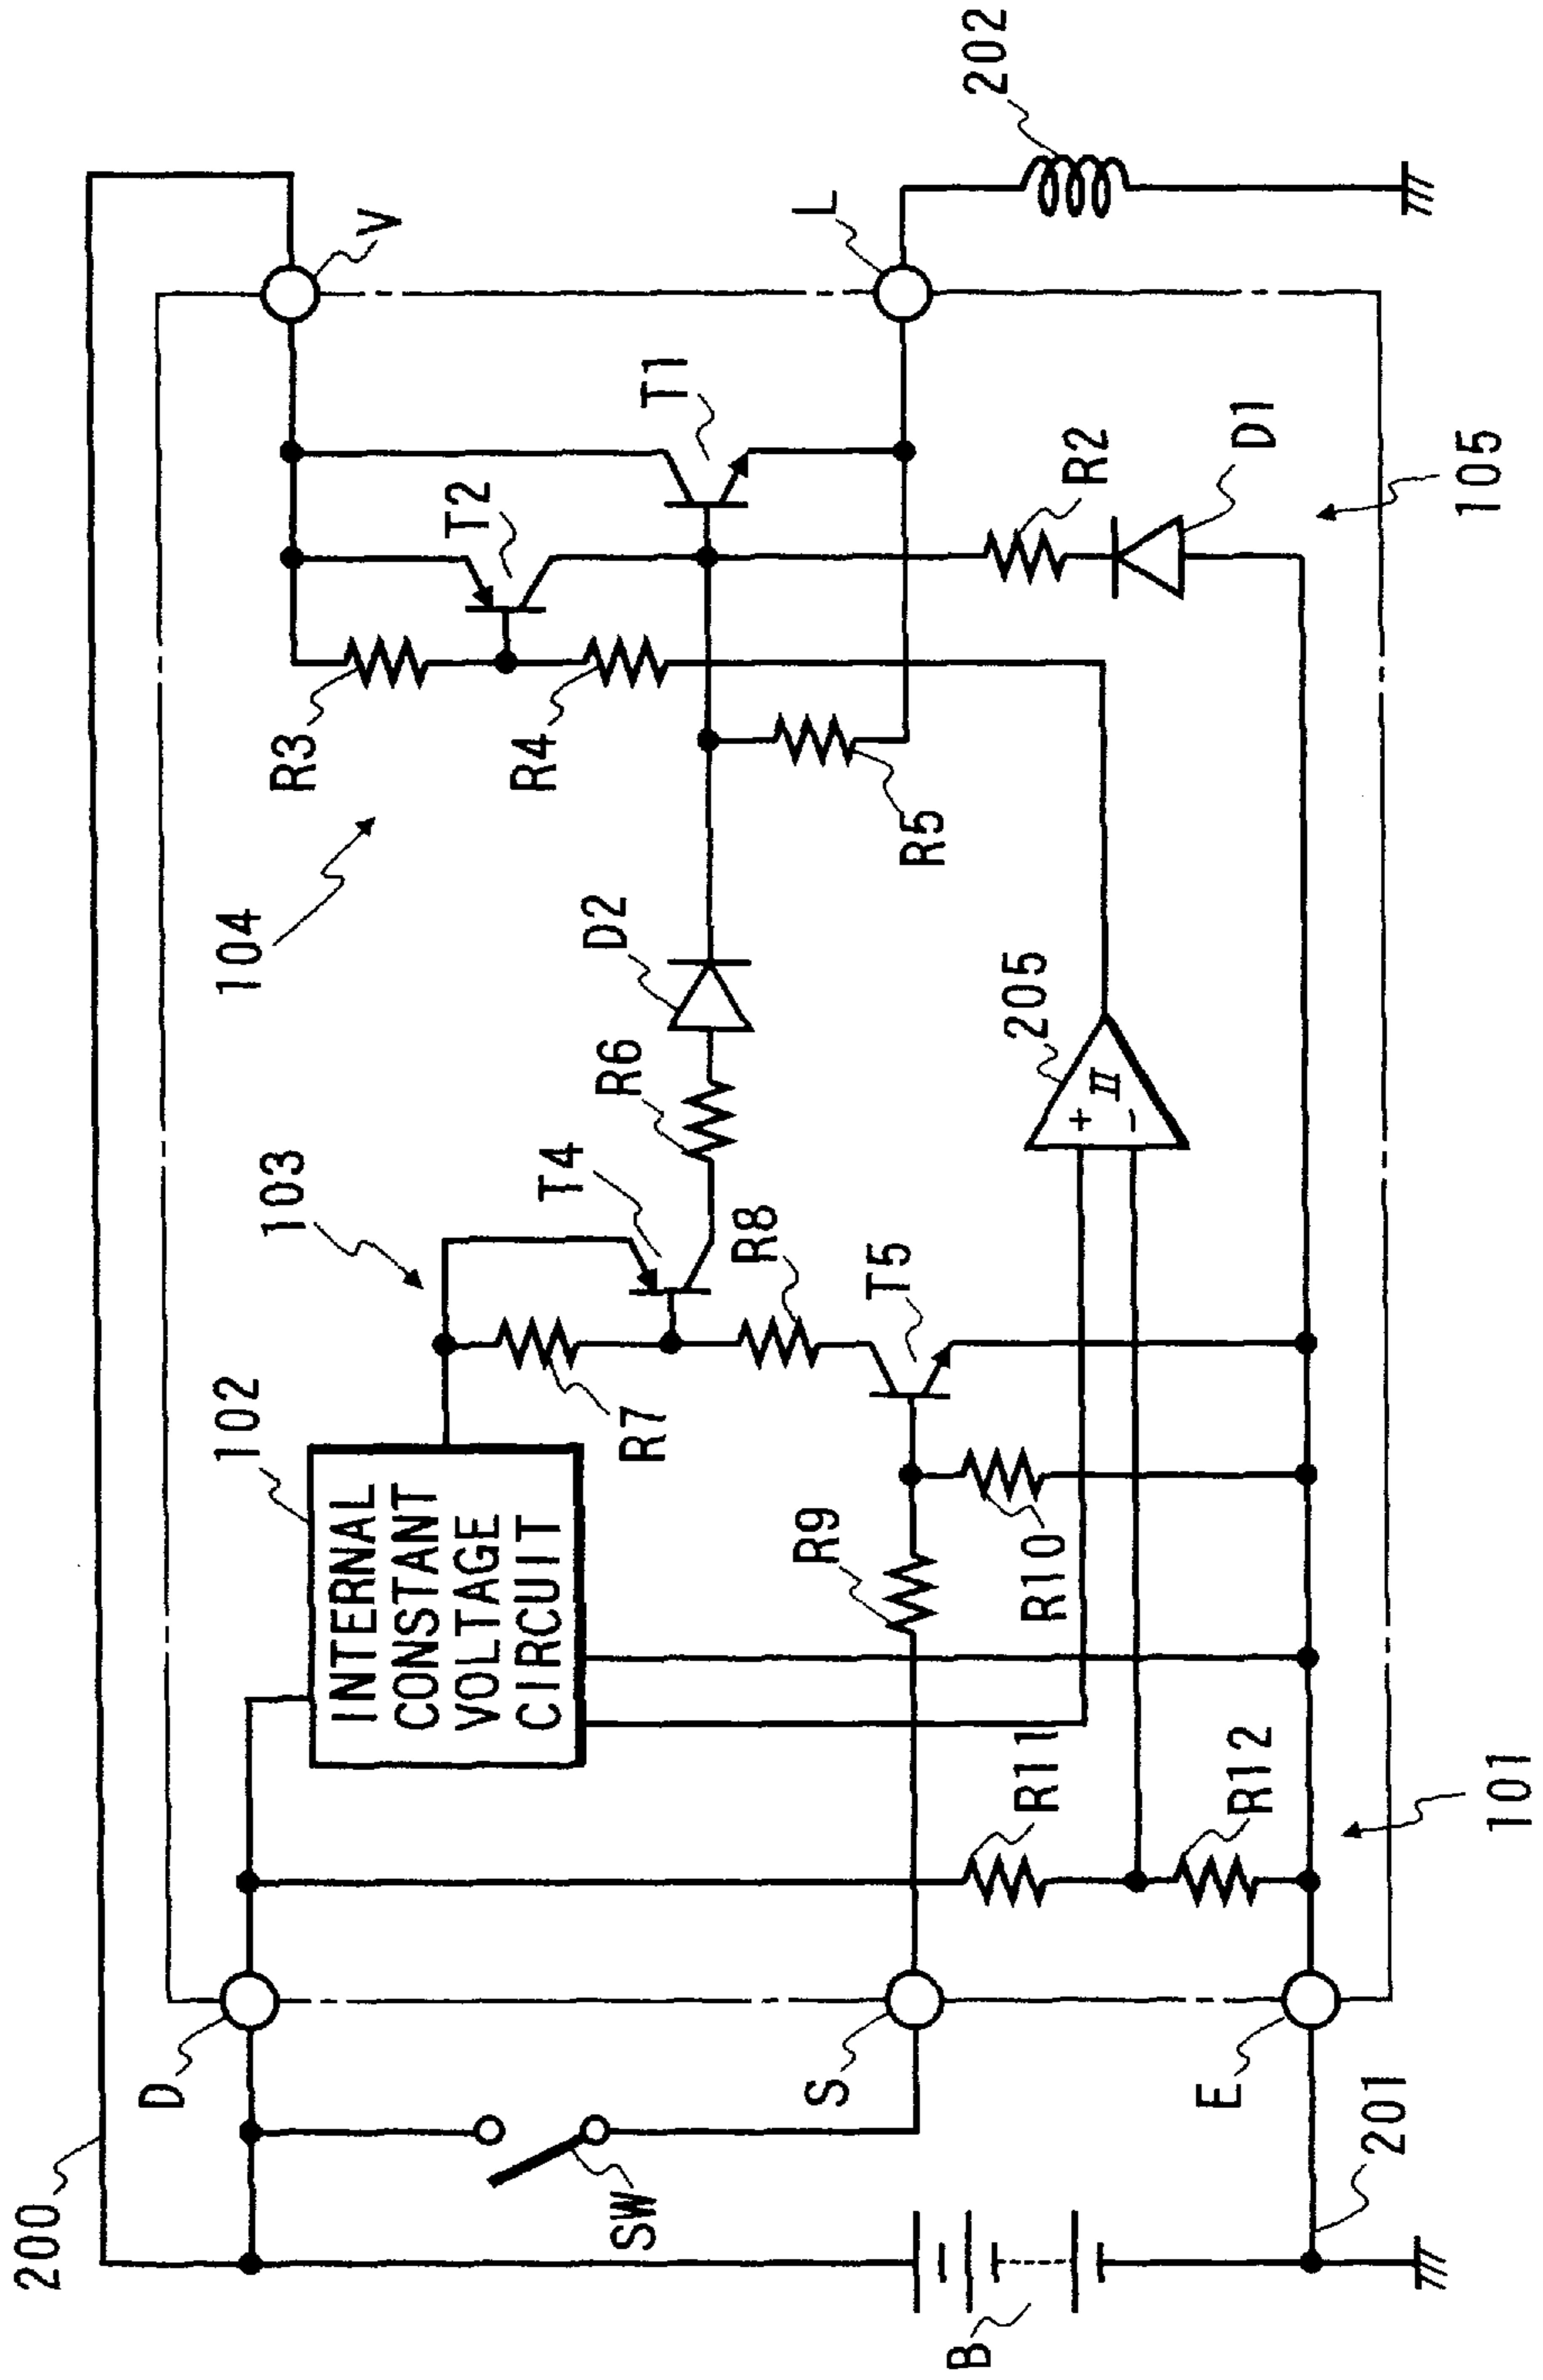 200
D
SW
B
S
E
201
101
102
INTERNAL
CONSTANT
VOLTAGE
CIRCUIT
R11
R12
R9
R10
R7
103
T4
R8
T5
R6
D2
205
+
−
II
104
R3
R4
R5
T2
T1
R2
D1
105
V
L
202